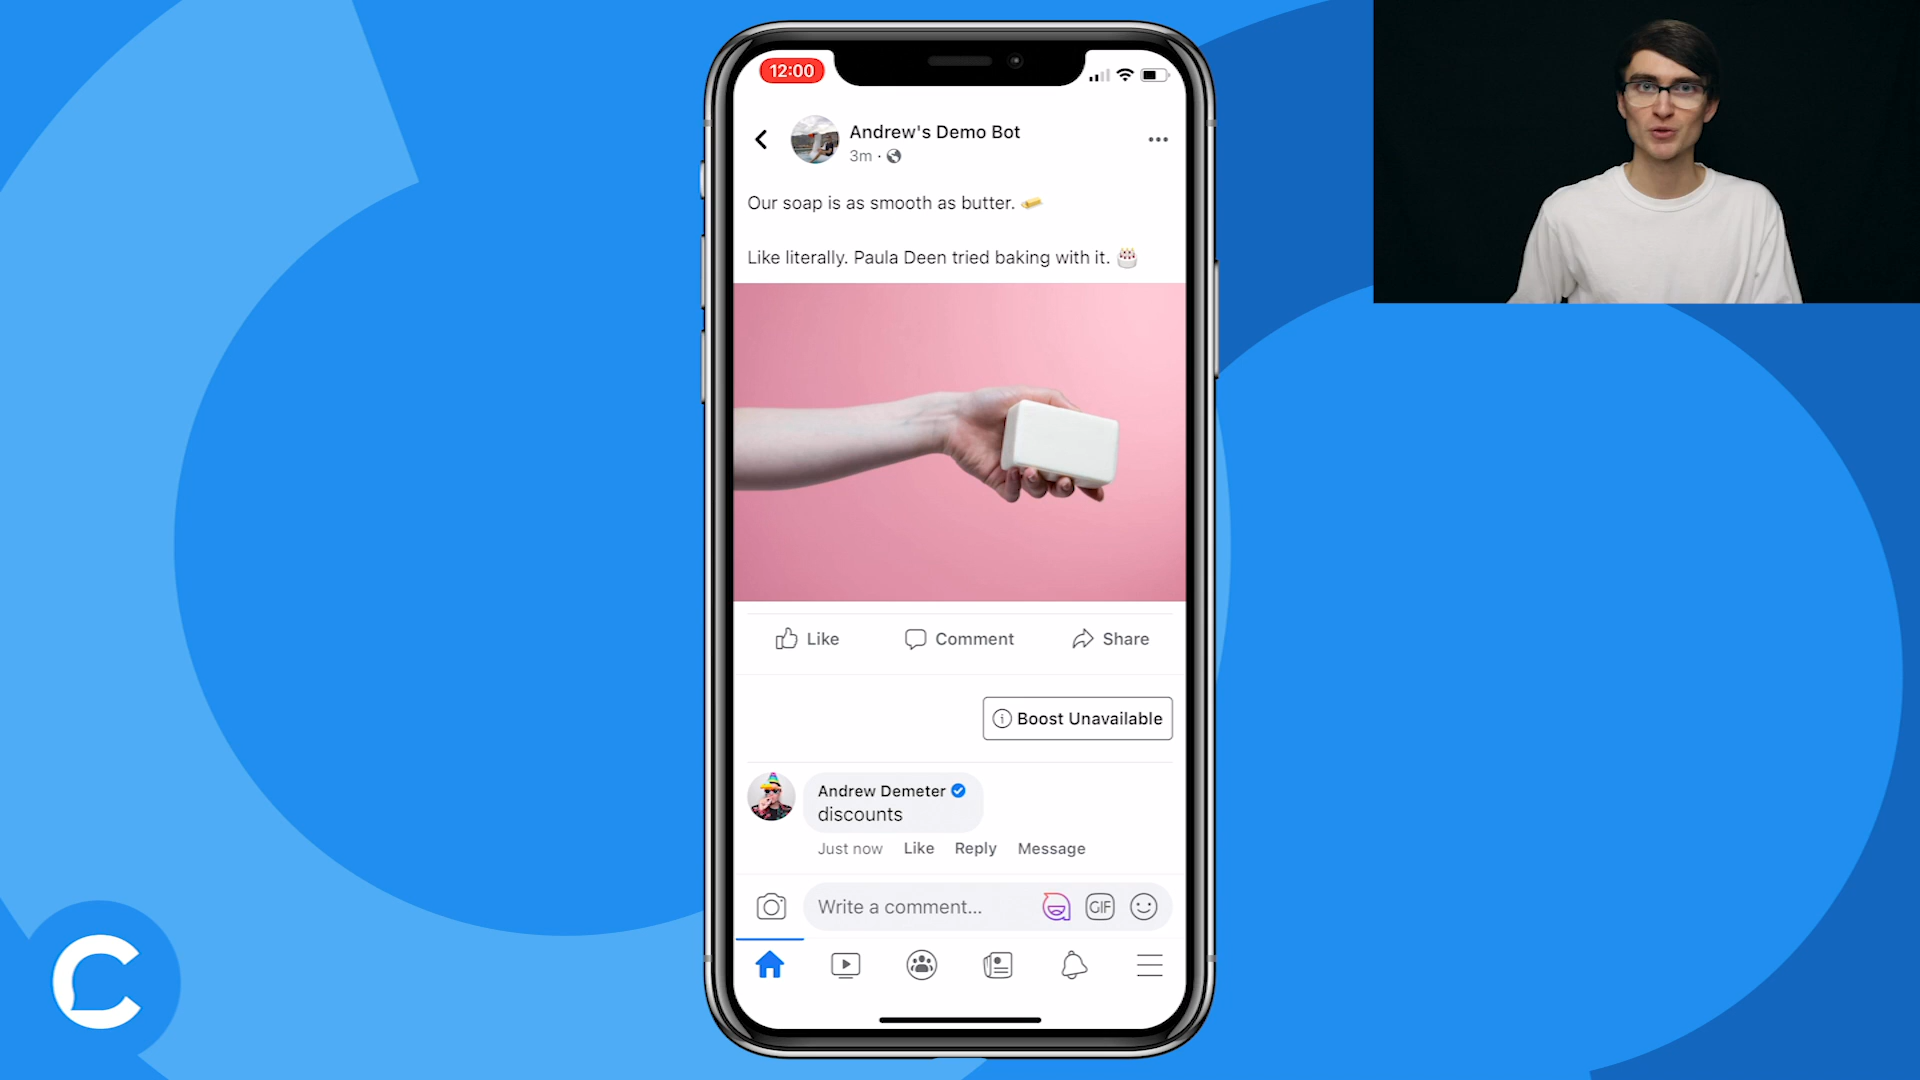 12:00
Andrew's Demo Bot
3m ·
Our soap is as smooth as butter. 🧈
Like literally. Paula Deen tried baking with it. 🎂
Like Comment Share
Boost Unavailable
Andrew Demeter
discounts
Just now Like Reply Message
Write a comment... GIF